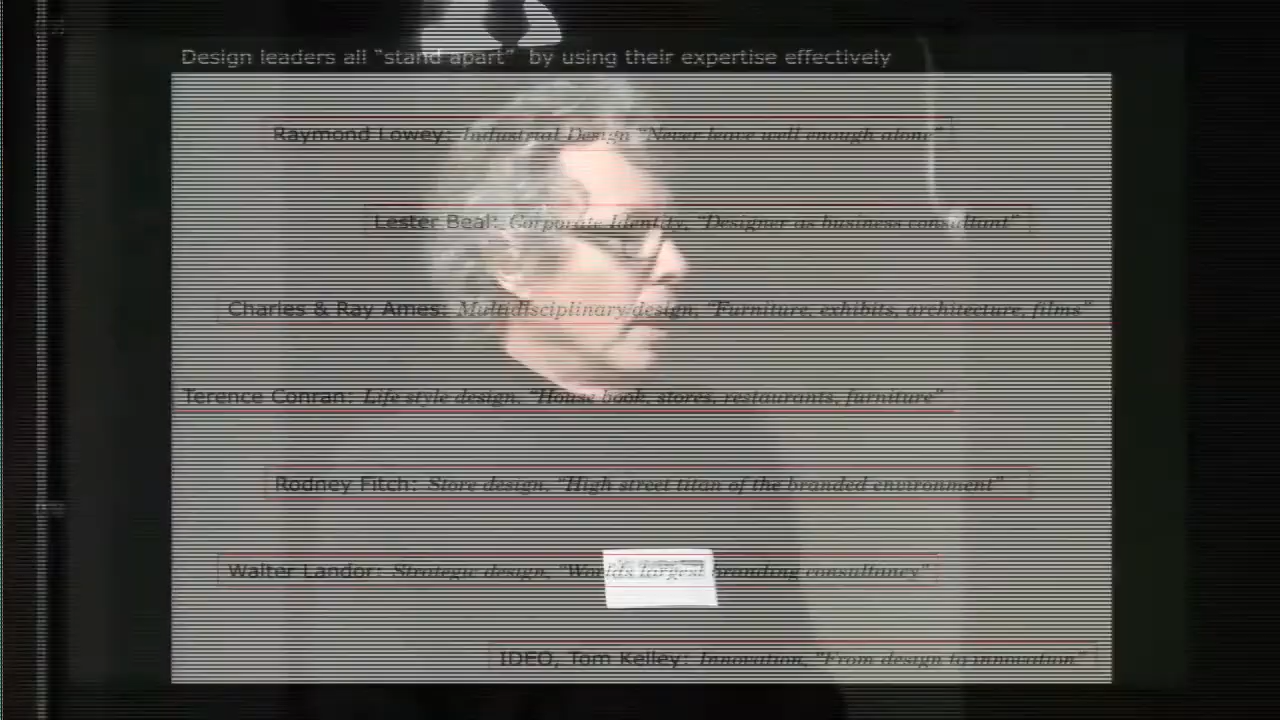 Design leaders all “stand apart” by using their expertise effectively
Raymond Lowey: Industrial Design “Never leave well enough alone”
Lester Beal: Corporate Identity, “Designer as business consultant”
Charles & Ray Ames: Multidisciplinary design, “Furniture, exhibits, architecture, films”
Terence Conran: Life style design, “House book, stores, restaurants, furniture”
Rodney Fitch: Store design, “High street titan of the branded environment”
Walter Landor: Strategic design, “Worlds largest branding consultancy”
IDEO, Tom Kelley: Innovation, “From design to innovation”